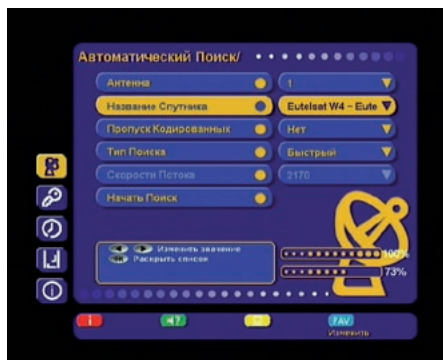 Автоматический Поиск/
Антенна 1
Название Спутника Eutelsat W4 – Eute
Пропуск Кодированных Нет
Тип Поиска Быстрый
Скорости Потока 2170
Начать Поиск
Изменить значение
OK Раскрыть список
100%
73%
FAV
Изменить